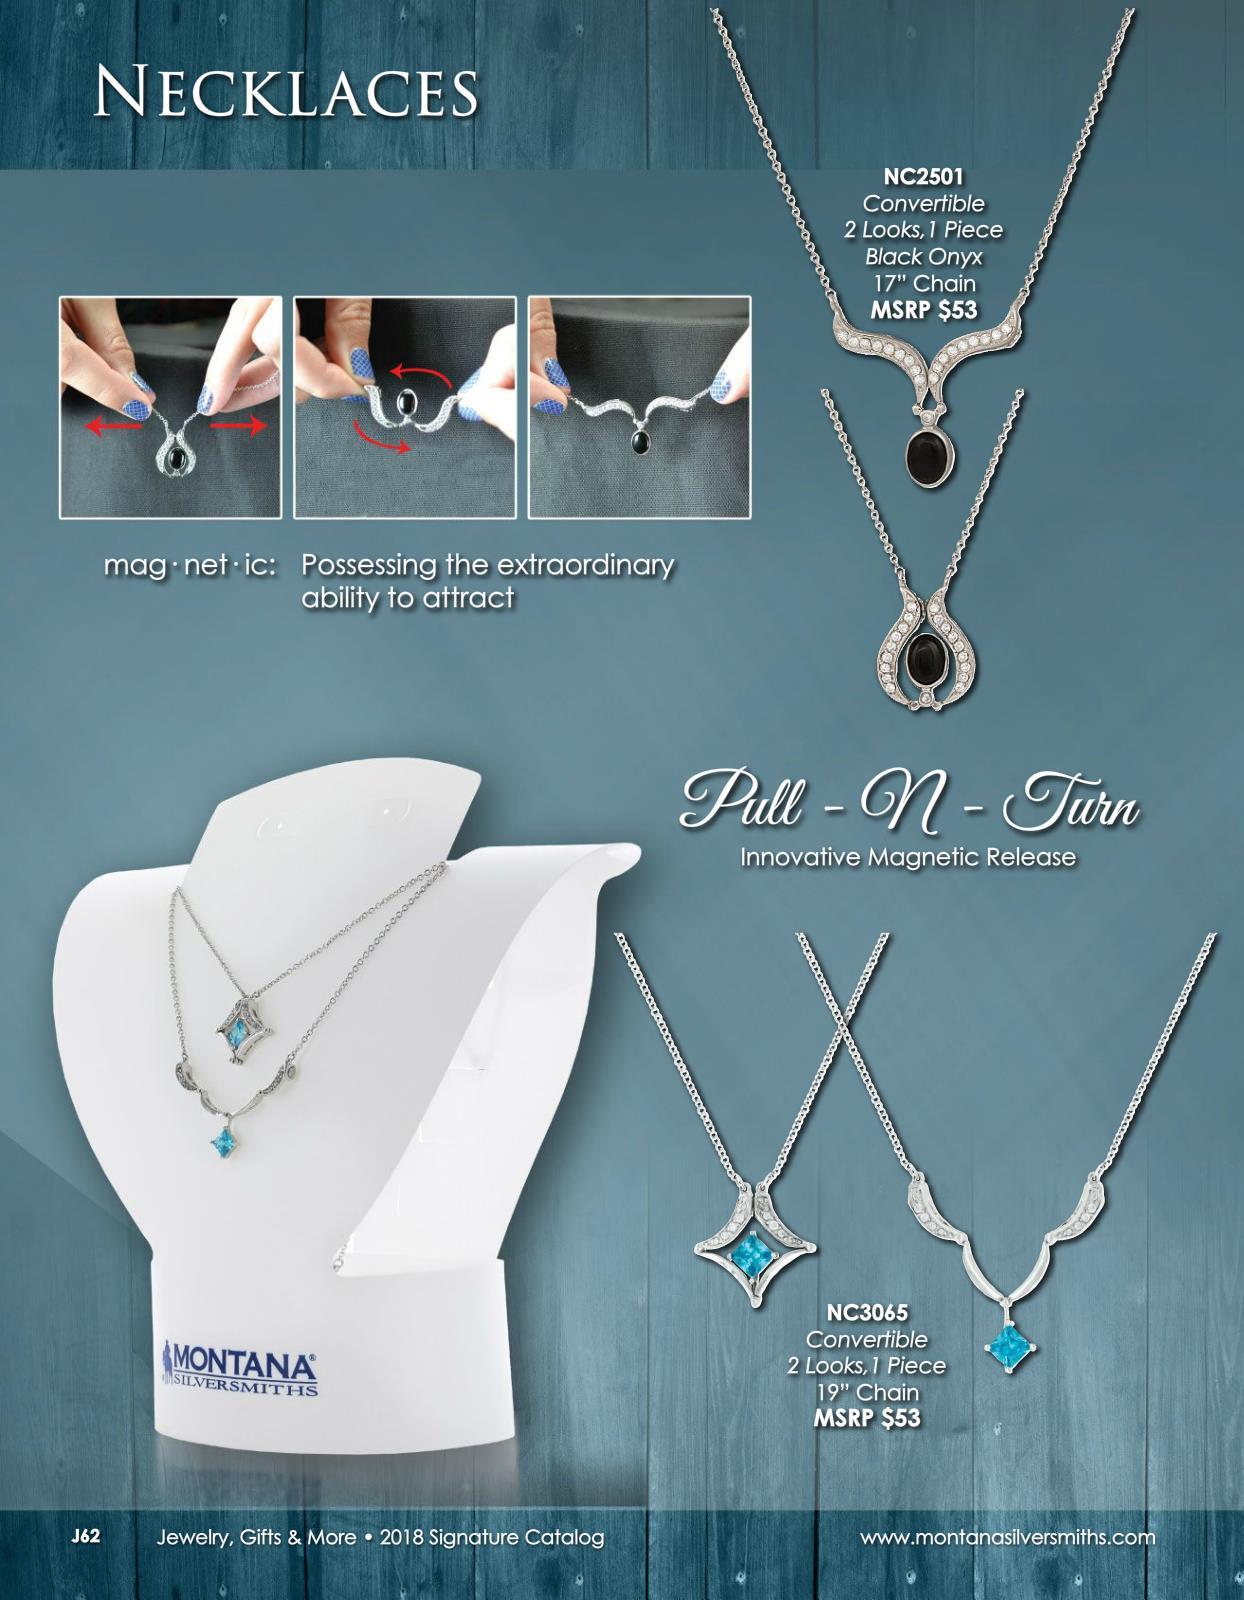 NECKLACES
NC2501
Convertible
2 Looks,1 Piece
Black Onyx
17” Chain
MSRP $53
mag·net·ic: Possessing the extraordinary
ability to attract
Pull - N - Turn
Innovative Magnetic Release
NC3065
Convertible
2 Looks,1 Piece
19” Chain
MSRP $53
MONTANA®
SILVERSMITHS
J62 Jewelry, Gifts & More • 2018 Signature Catalog www.montanasilversmiths.com